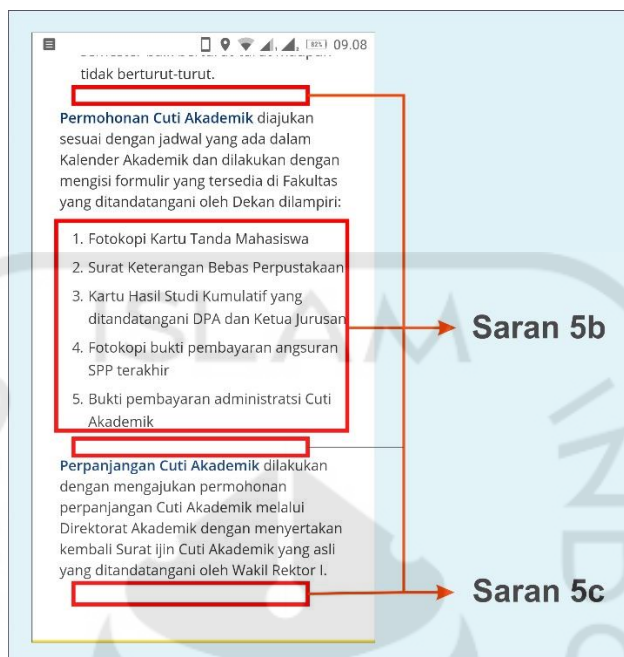 82% 09.08
tidak berturut-turut.
Permohonan Cuti Akademik diajukan
sesuai dengan jadwal yang ada dalam
Kalender Akademik dan dilakukan dengan
mengisi formulir yang tersedia di Fakultas
yang ditandatangani oleh Dekan dilampiri:
1. Fotokopi Kartu Tanda Mahasiswa
2. Surat Keterangan Bebas Perpustakaan
3. Kartu Hasil Studi Kumulatif yang
ditandatangani DPA dan Ketua Jurusan
4. Fotokopi bukti pembayaran angsuran
SPP terakhir
5. Bukti pembayaran administratsi Cuti
Akademik
Saran 5b
Perpanjangan Cuti Akademik dilakukan
dengan mengajukan permohonan
perpanjangan Cuti Akademik melalui
Direktorat Akademik dengan menyertakan
kembali Surat ijin Cuti Akademik yang asli
yang ditandatangani oleh Wakil Rektor I.
Saran 5c
ISLAM
IND